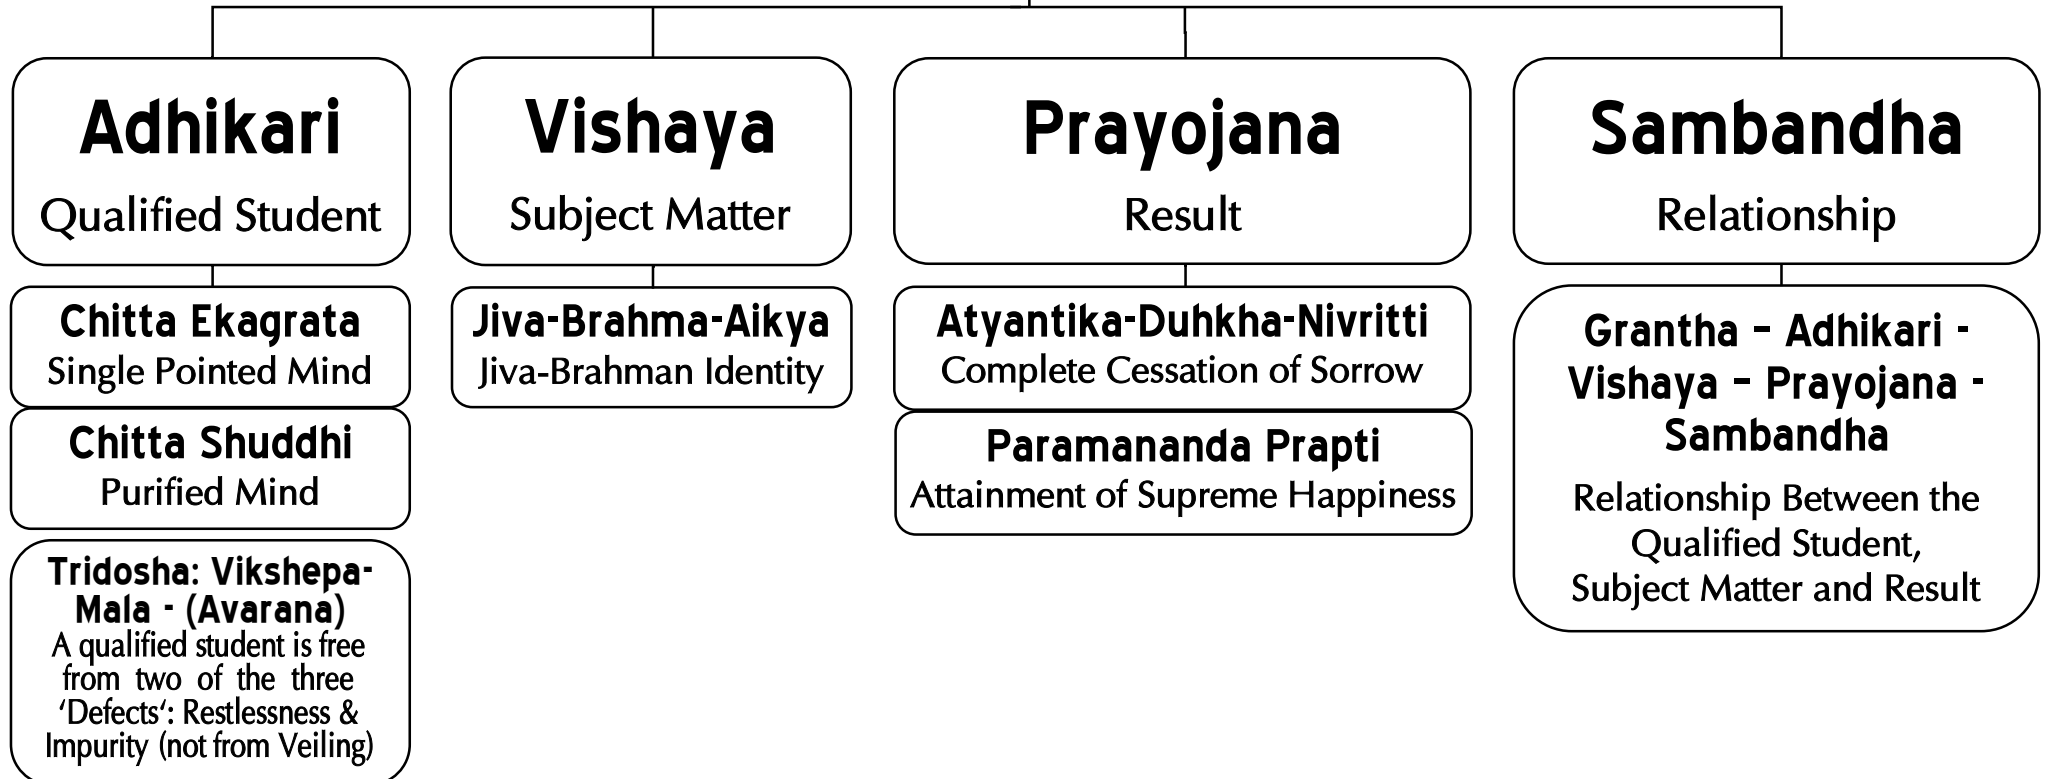 Adhikari
Qualified Student
Chitta Ekagrata
Single Pointed Mind
Chitta Shuddhi
Purified Mind
Tridosha: Vikshepa-
Mala - (Avarana)
A qualified student is free
from two of the three
‘Defects‘: Restlessness &
Impurity (not from Veiling)
Vishaya
Subject Matter
Jiva-Brahma-Aikya
Jiva-Brahman Identity
Prayojana
Result
Atyantika-Duhkha-Nivritti
Complete Cessation of Sorrow
Paramananda Prapti
Attainment of Supreme Happiness
Sambandha
Relationship
Grantha – Adhikari -
Vishaya – Prayojana -
Sambandha
Relationship Between the
Qualified Student,
Subject Matter and Result